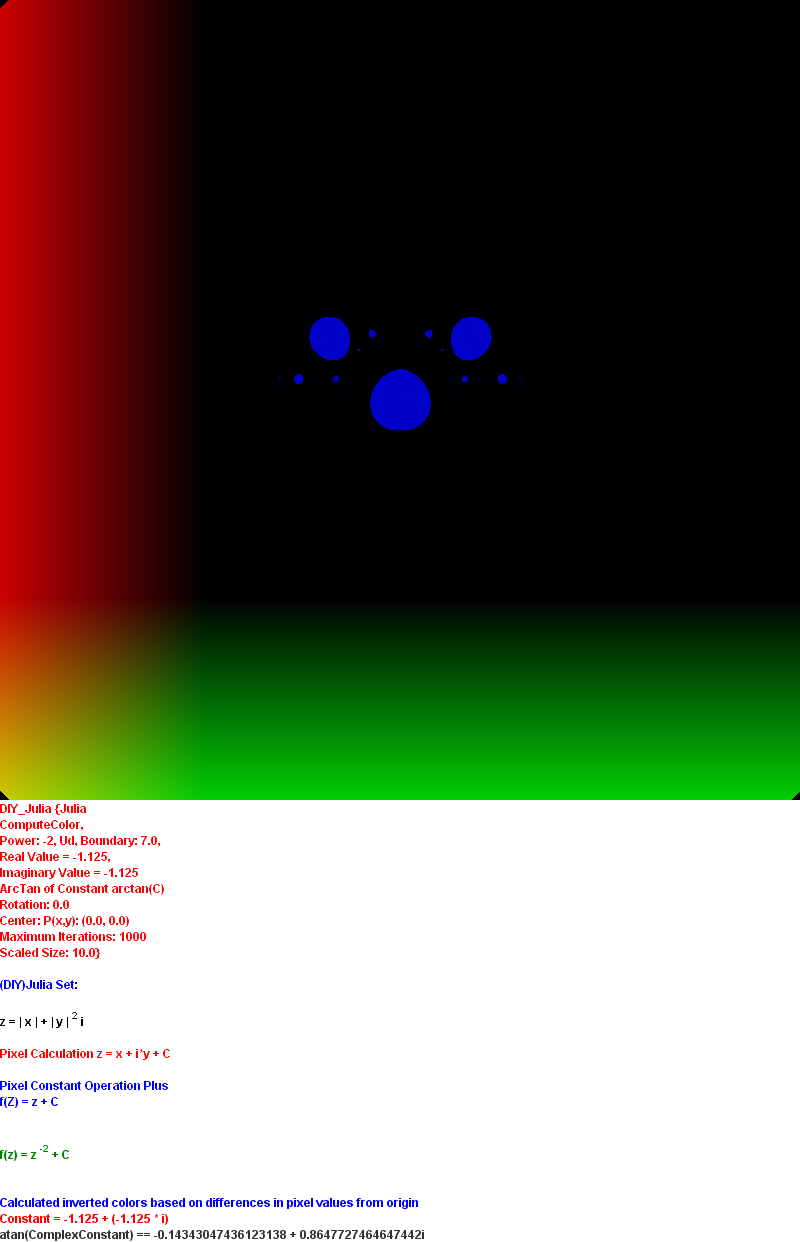 DIY_Julia {Julia
ComputeColor,
Power: -2, Ud, Boundary: 7.0,
Real Value = -1.125,
Imaginary Value = -1.125
ArcTan of Constant arctan(C)
Rotation: 0.0
Center: P(x,y): (0.0, 0.0)
Maximum Iterations: 1000
Scaled Size: 10.0}
(DIY)Julia Set:
z = | x | + | y | ² i
Pixel Calculation z = x + i*y + C
Pixel Constant Operation Plus
f(Z) = z + C
f(z) = z ⁻² + C
Calculated inverted colors based on differences in pixel values from origin
Constant = -1.125 + (-1.125 * i)
atan(ComplexConstant) == -0.14343047436123138 + 0.8647727464647442i